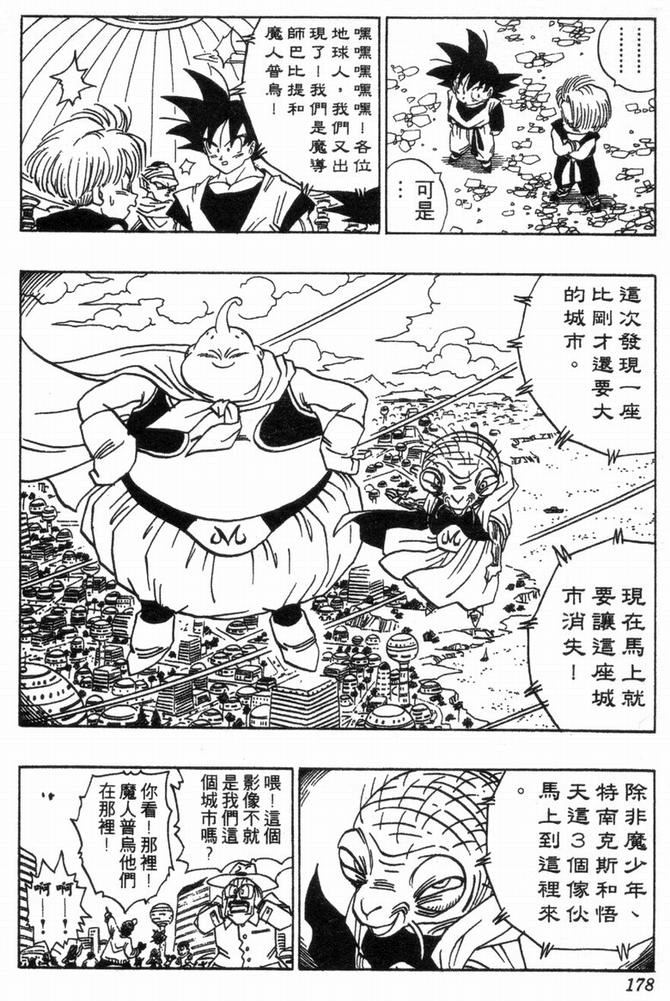 ⋯⋯⋯
可是
⋯
嘿嘿嘿嘿嘿！各位
地球人，我們又出
現了！我們是魔導
師巴比提和
魔人普烏！
這次發現一座
比剛才還要大
的城市。
現在馬上就
要讓這座城
市消失！
除非魔少年、
特南克斯和悟
天這3個傢伙
馬上到這裡來
。
喂！這個
影像不就
是我們這
個城市嗎？
你看！那裡！
魔人普烏他們
在那裡！
啊⋯！
啊⋯！
178